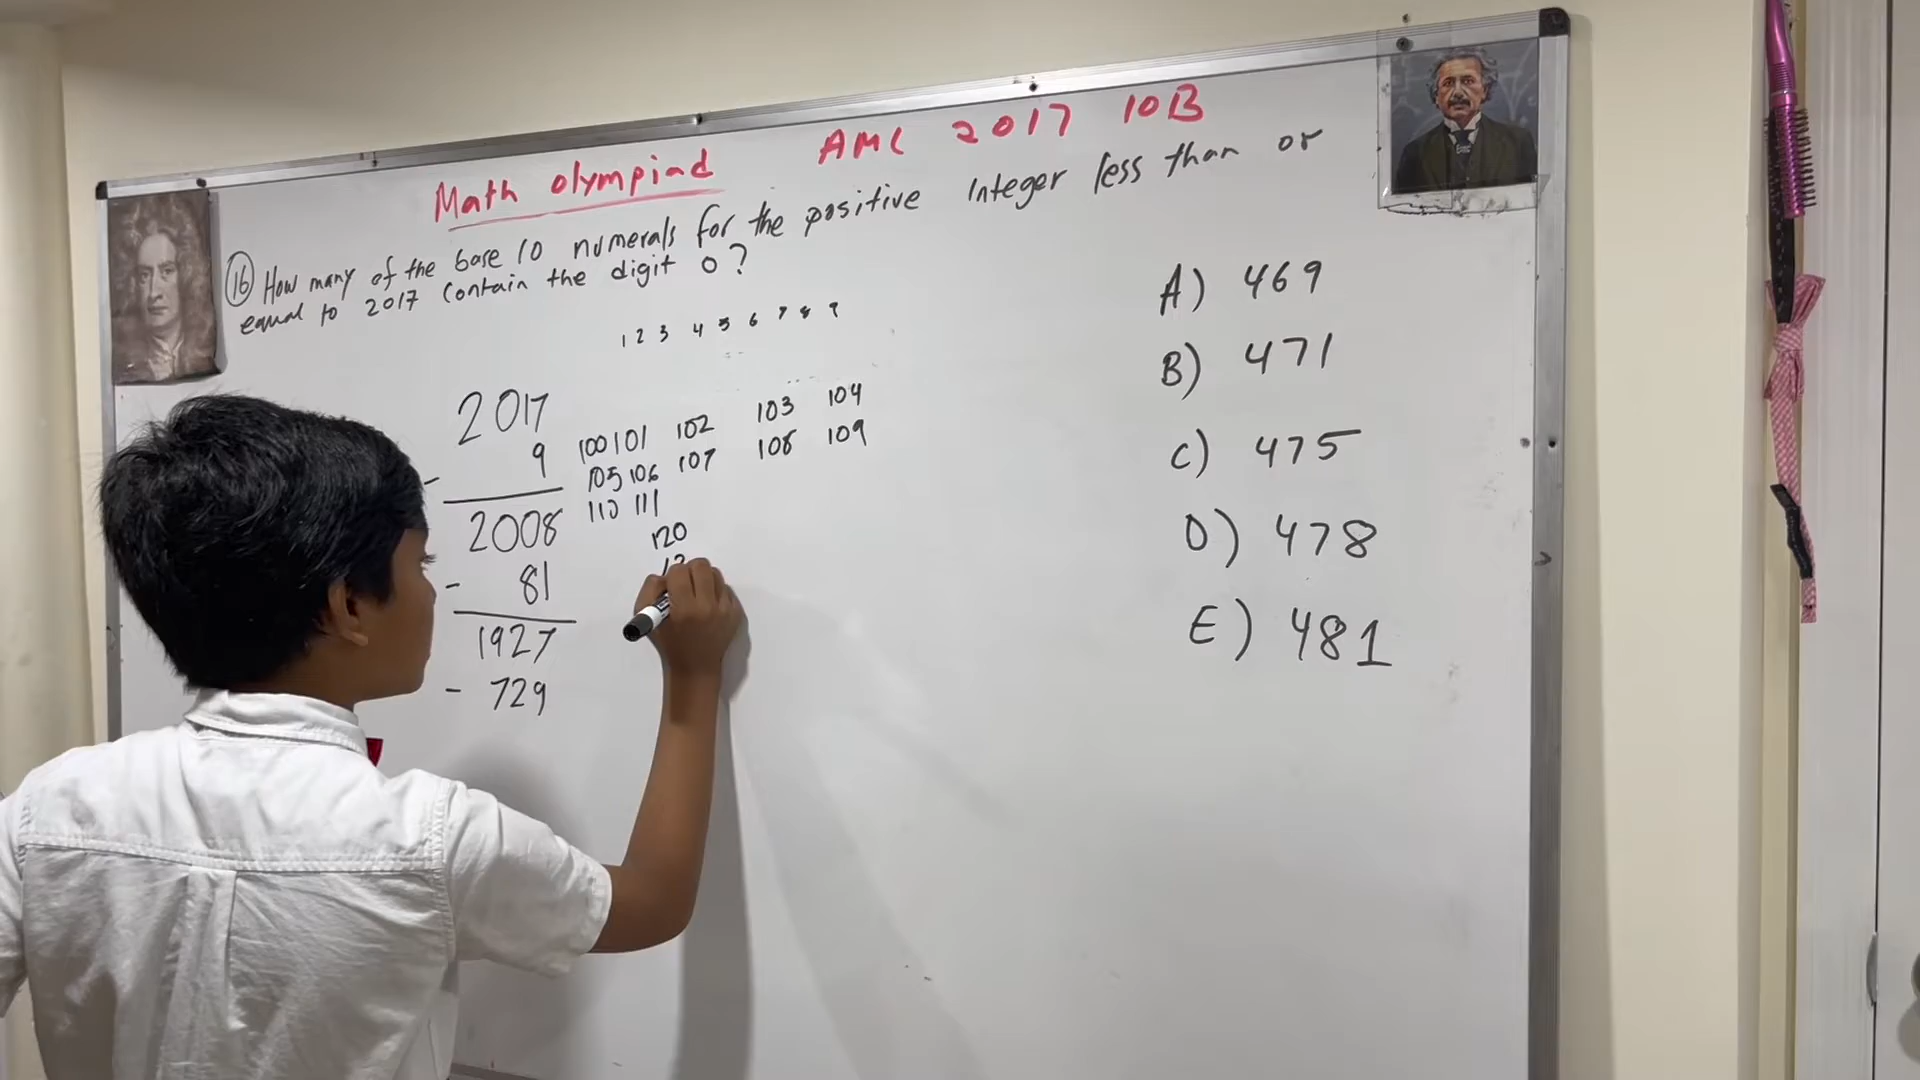 Math Olympiad AMC 2017 10B
16 How many of the base 10 numerals for the positive Integer less than or
equal to 2017 contain the digit 0?
1 2 3 4 5 6 7 8 9
2017
- 9
2008
- 81
1927
- 729
100 101 102 103 104
105 106 107 108 109
110 111
120
A) 469
B) 471
C) 475
D) 478
E) 481